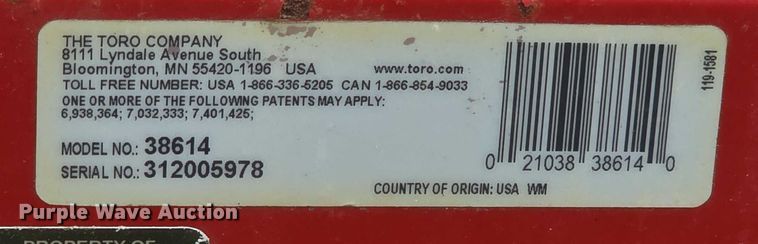 THE TORO COMPANY
8111 Lyndale Avenue South
Bloomington, MN 55420-1196 USA www.toro.com
TOLL FREE NUMBER: USA 1-866-336-5205 CAN 1-866-854-9033
ONE OR MORE OF THE FOLLOWING PATENTS MAY APPLY:
6,938,364; 7,032,333; 7,401,425;
MODEL NO.: 38614
SERIAL NO.: 312005978
0 21038 38614 0
COUNTRY OF ORIGIN: USA WM
119-1581
Purple Wave Auction
PROPERTY OF